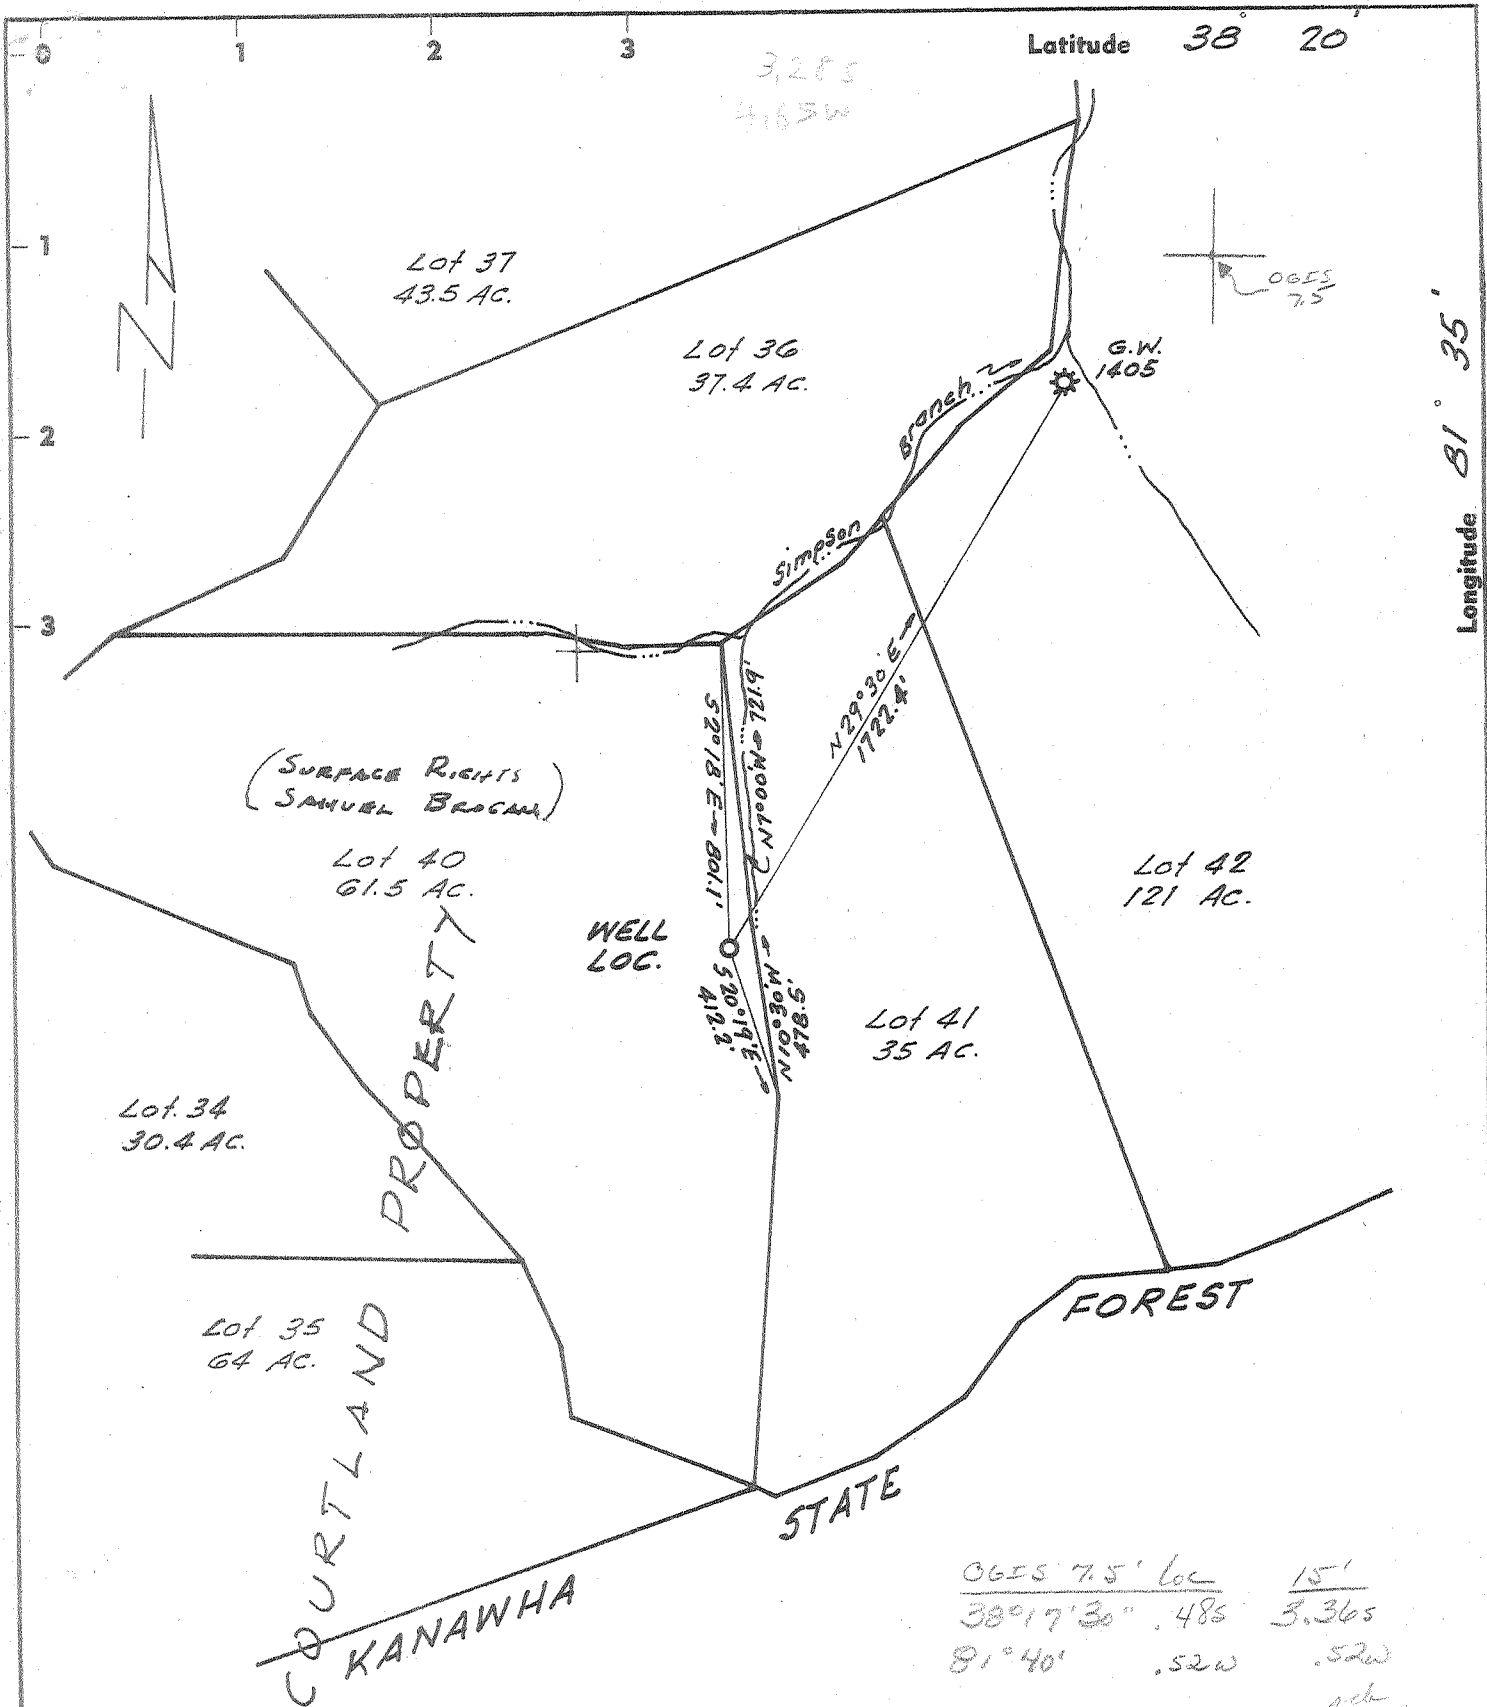 0 1 2 3
Latitude 38° 20'
3.28S
4.65W
1
2
3
Lot 37
43.5 AC.
OGIS
7.5
Longitude 81° 35'
Lot 36
37.4 AC.
G.W.
1405
Simpson Branch
N29°30'E
1722.4'
S2°18'E 801.1'
N7°00'W 721.9'
(SURFACE RIGHTS
SAMUEL BROGAN)
Lot 40
61.5 AC.
WELL
LOC.
Lot 42
121 AC.
S20°19'E
412.2'
N10°30'W
478.5'
Lot 41
35 AC.
Lot 34
30.4 AC.
COURTLAND PROPERTY
Lot 35
64 AC.
KANAWHA STATE FOREST
OGIS 7.5' loc 15'
38°17'30" .48S 3.36S
81°40' .52W .52W